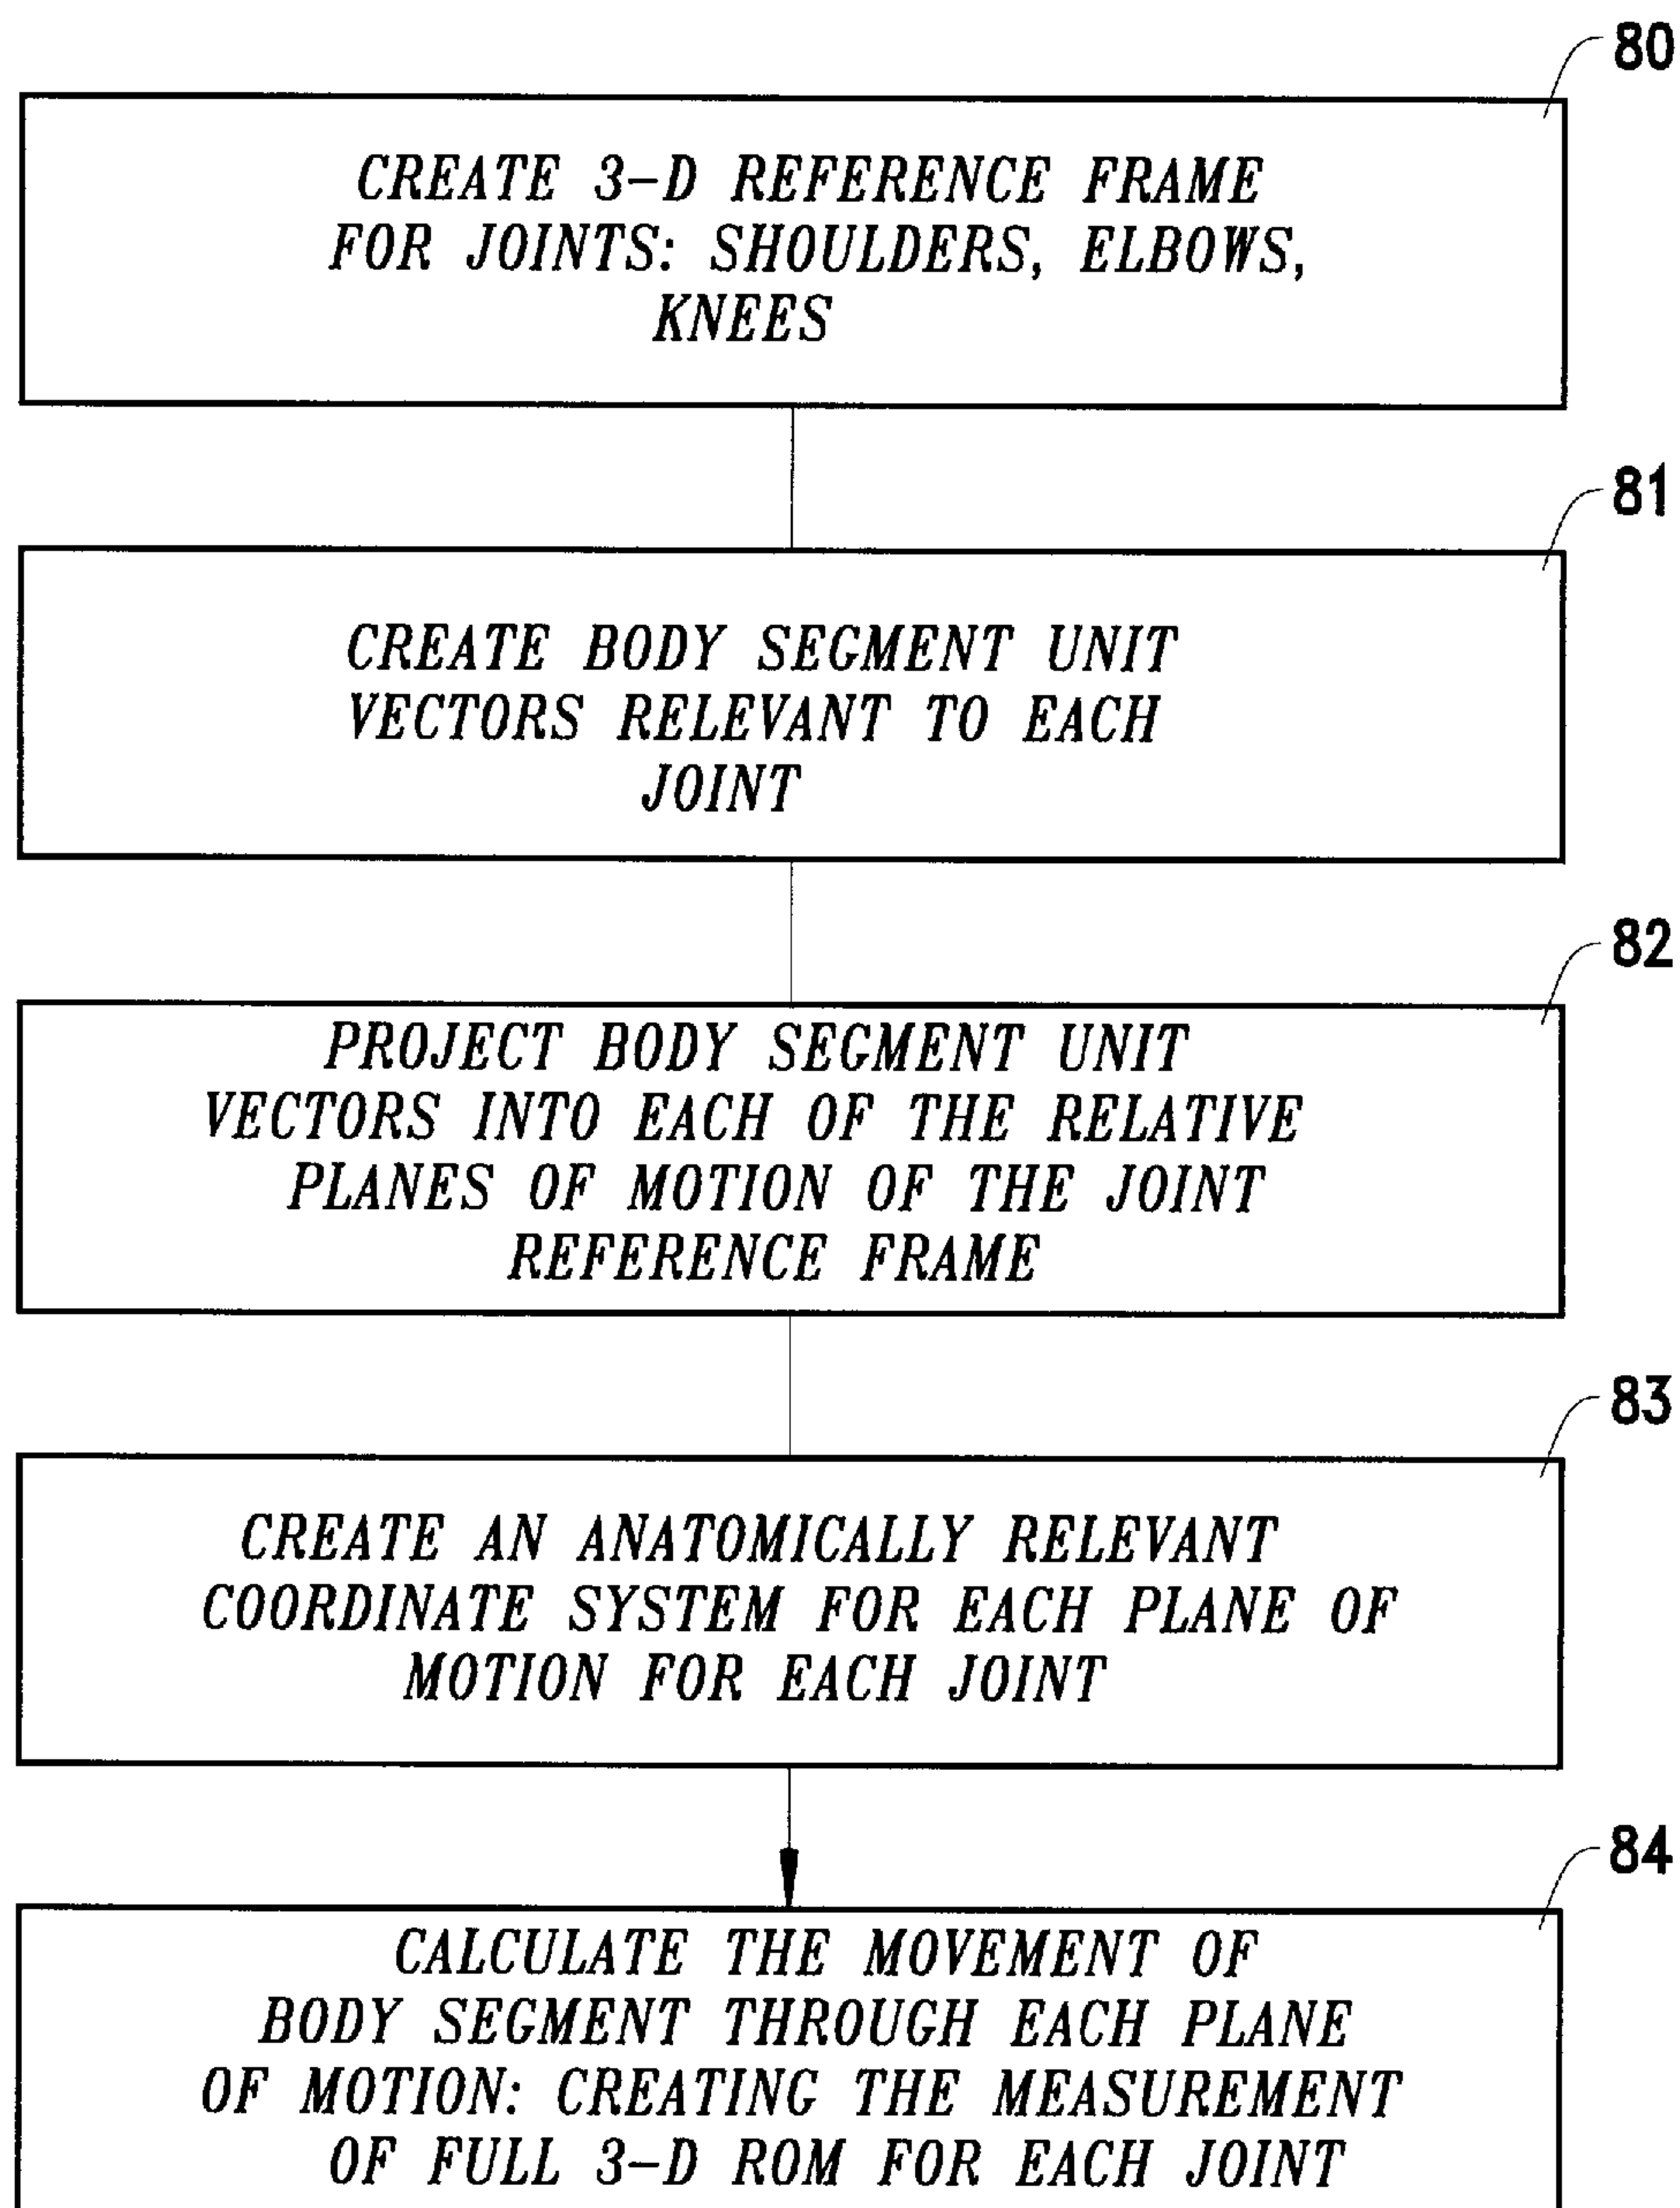 80
CREATE 3-D REFERENCE FRAME
FOR JOINTS: SHOULDERS, ELBOWS,
KNEES
81
CREATE BODY SEGMENT UNIT
VECTORS RELEVANT TO EACH
JOINT
82
PROJECT BODY SEGMENT UNIT
VECTORS INTO EACH OF THE RELATIVE
PLANES OF MOTION OF THE JOINT
REFERENCE FRAME
83
CREATE AN ANATOMICALLY RELEVANT
COORDINATE SYSTEM FOR EACH PLANE OF
MOTION FOR EACH JOINT
84
CALCULATE THE MOVEMENT OF
BODY SEGMENT THROUGH EACH PLANE
OF MOTION: CREATING THE MEASUREMENT
OF FULL 3-D ROM FOR EACH JOINT